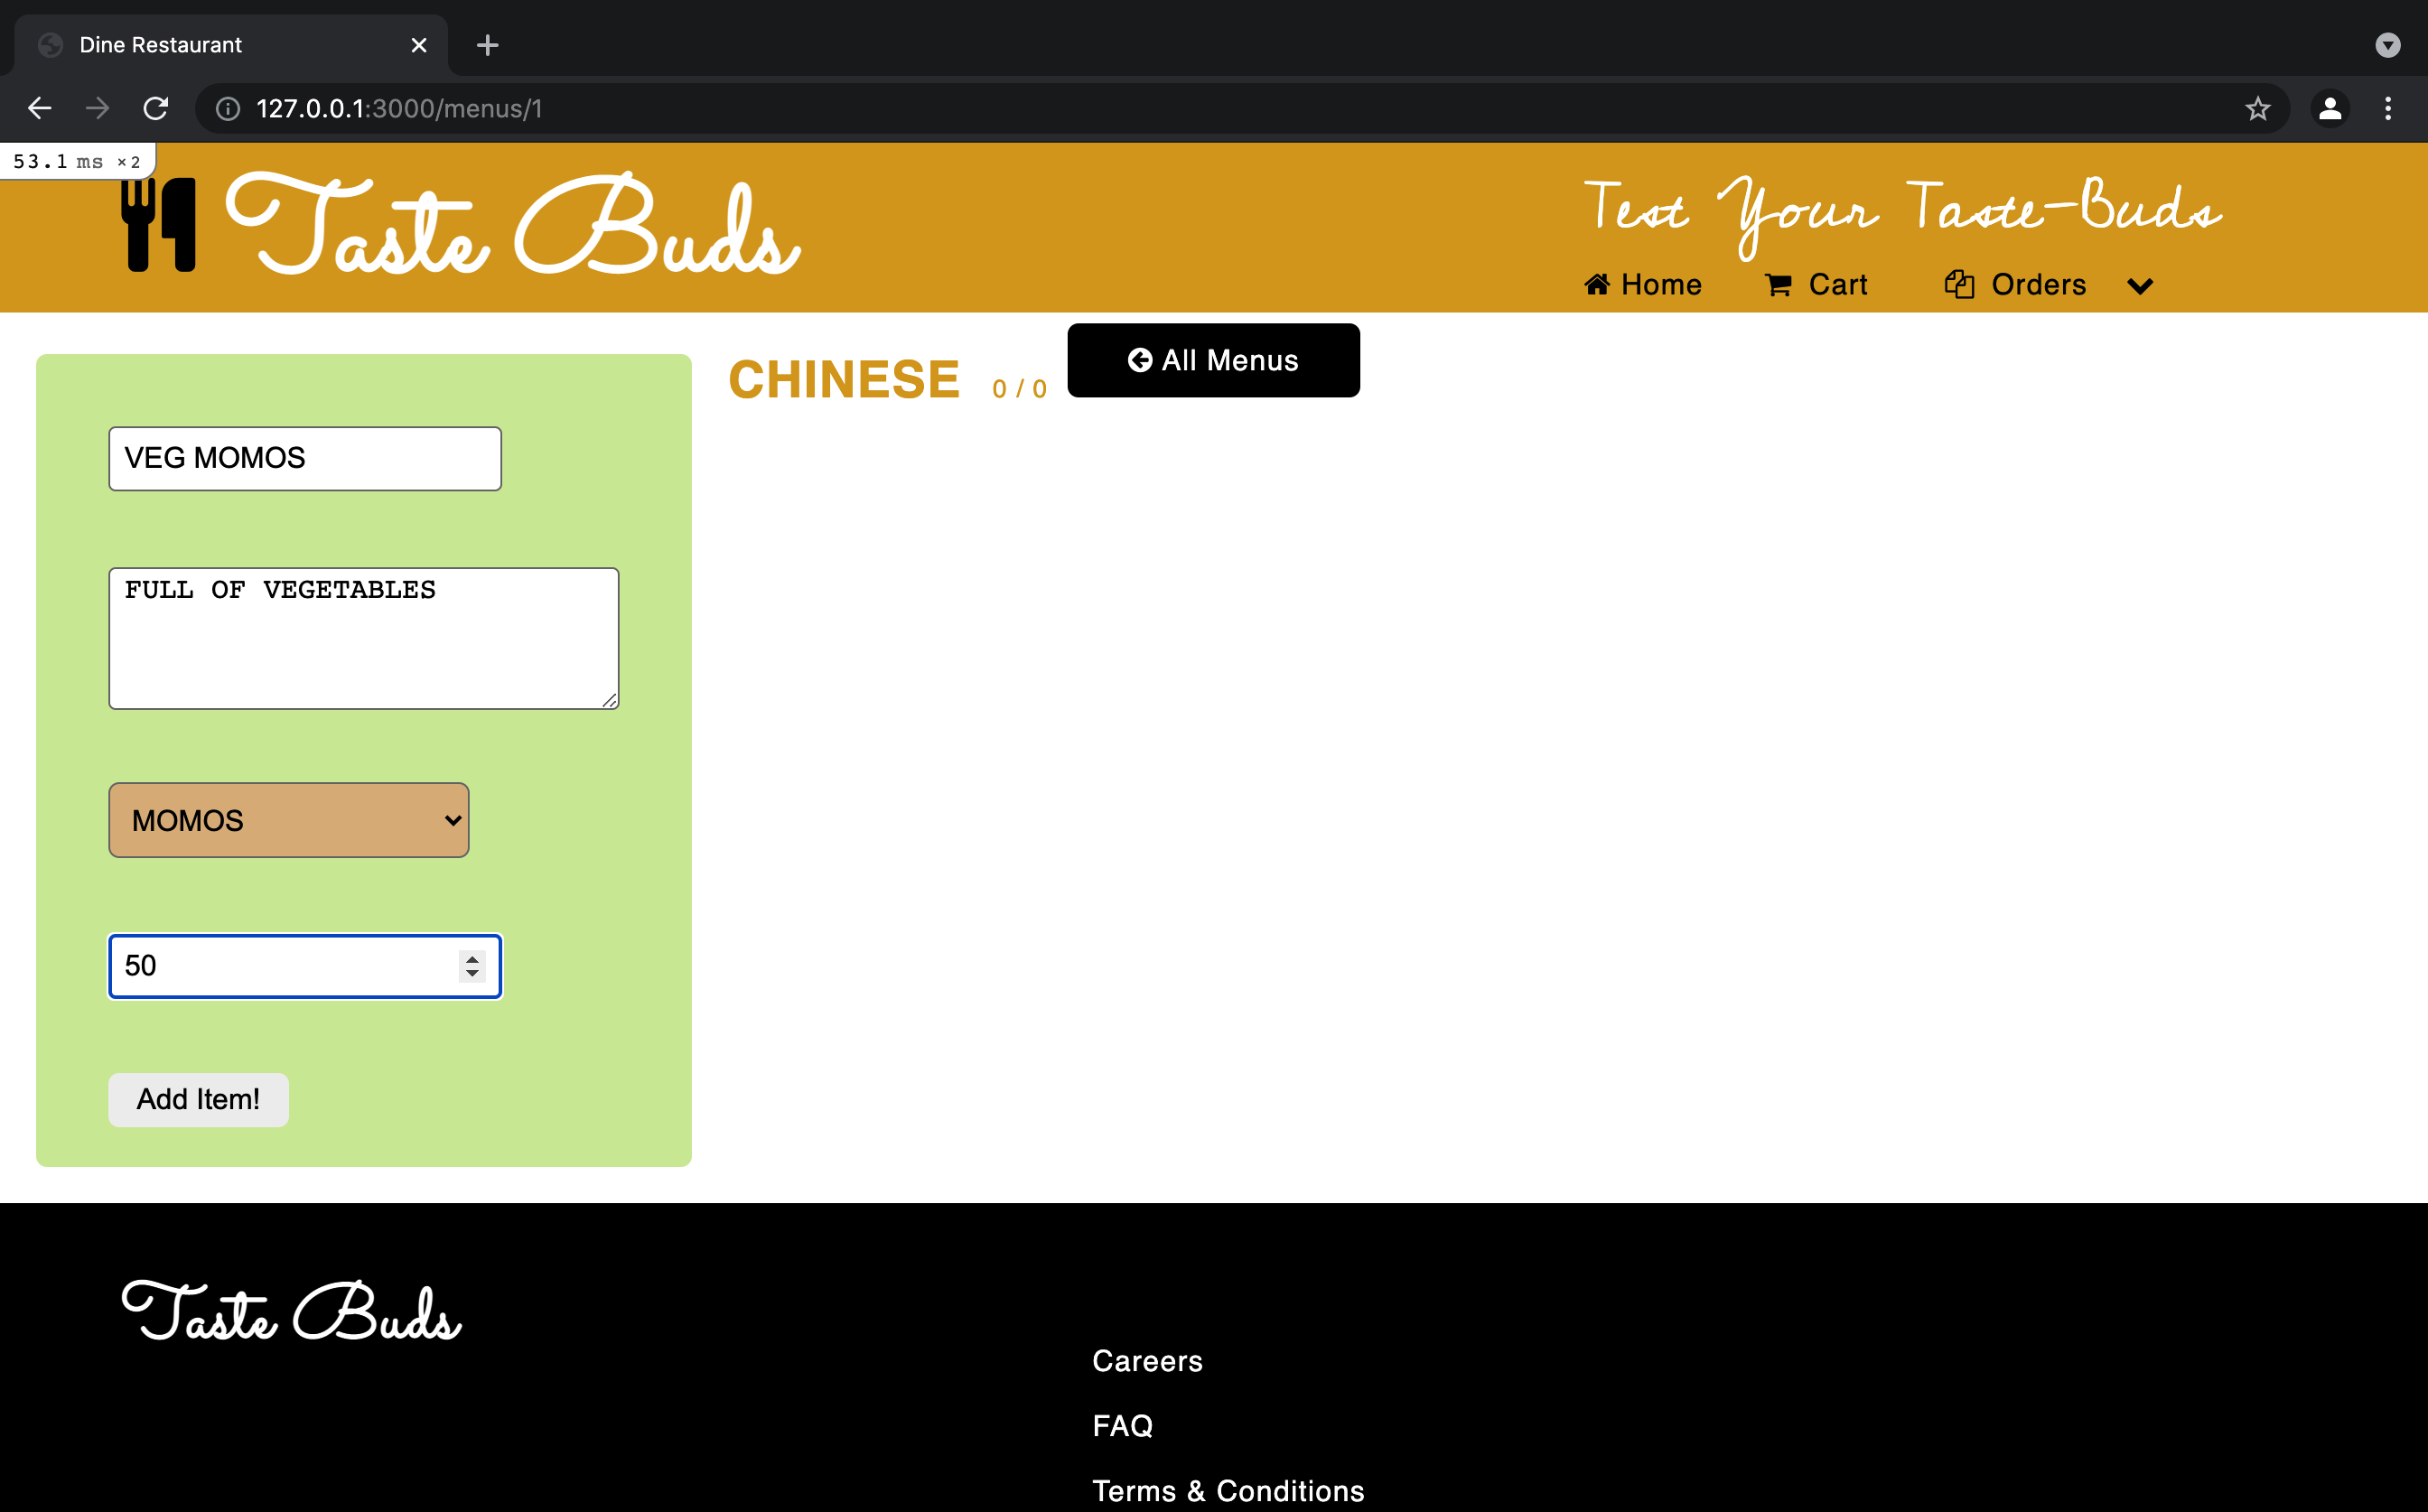 Dine Restaurant
127.0.0.1:3000/menus/1
53.1 ms ×2
Taste Buds
Test Your Taste-Buds
Home Cart Orders
CHINESE 0 / 0 All Menus
VEG MOMOS
FULL OF VEGETABLES
MOMOS
50
Add Item!
Taste Buds
Careers
FAQ
Terms & Conditions